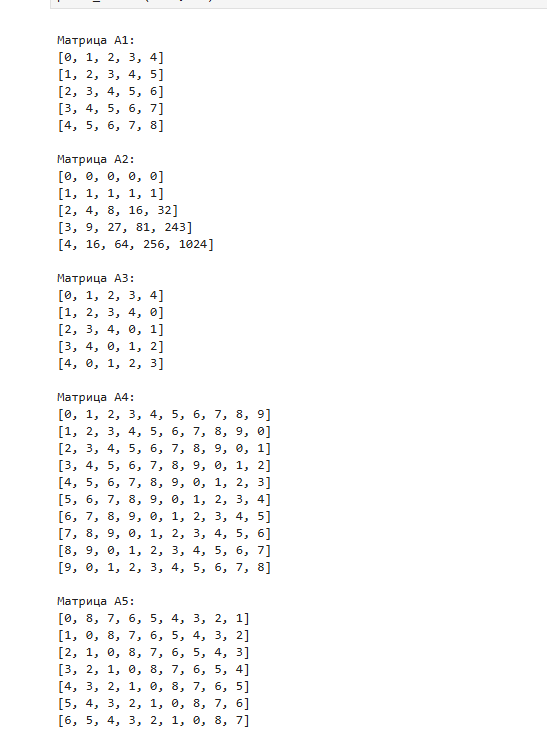 Матрица A1:
[0, 1, 2, 3, 4]
[1, 2, 3, 4, 5]
[2, 3, 4, 5, 6]
[3, 4, 5, 6, 7]
[4, 5, 6, 7, 8]
Матрица A2:
[0, 0, 0, 0, 0]
[1, 1, 1, 1, 1]
[2, 4, 8, 16, 32]
[3, 9, 27, 81, 243]
[4, 16, 64, 256, 1024]
Матрица A3:
[0, 1, 2, 3, 4]
[1, 2, 3, 4, 0]
[2, 3, 4, 0, 1]
[3, 4, 0, 1, 2]
[4, 0, 1, 2, 3]
Матрица A4:
[0, 1, 2, 3, 4, 5, 6, 7, 8, 9]
[1, 2, 3, 4, 5, 6, 7, 8, 9, 0]
[2, 3, 4, 5, 6, 7, 8, 9, 0, 1]
[3, 4, 5, 6, 7, 8, 9, 0, 1, 2]
[4, 5, 6, 7, 8, 9, 0, 1, 2, 3]
[5, 6, 7, 8, 9, 0, 1, 2, 3, 4]
[6, 7, 8, 9, 0, 1, 2, 3, 4, 5]
[7, 8, 9, 0, 1, 2, 3, 4, 5, 6]
[8, 9, 0, 1, 2, 3, 4, 5, 6, 7]
[9, 0, 1, 2, 3, 4, 5, 6, 7, 8]
Матрица A5:
[0, 8, 7, 6, 5, 4, 3, 2, 1]
[1, 0, 8, 7, 6, 5, 4, 3, 2]
[2, 1, 0, 8, 7, 6, 5, 4, 3]
[3, 2, 1, 0, 8, 7, 6, 5, 4]
[4, 3, 2, 1, 0, 8, 7, 6, 5]
[5, 4, 3, 2, 1, 0, 8, 7, 6]
[6, 5, 4, 3, 2, 1, 0, 8, 7]